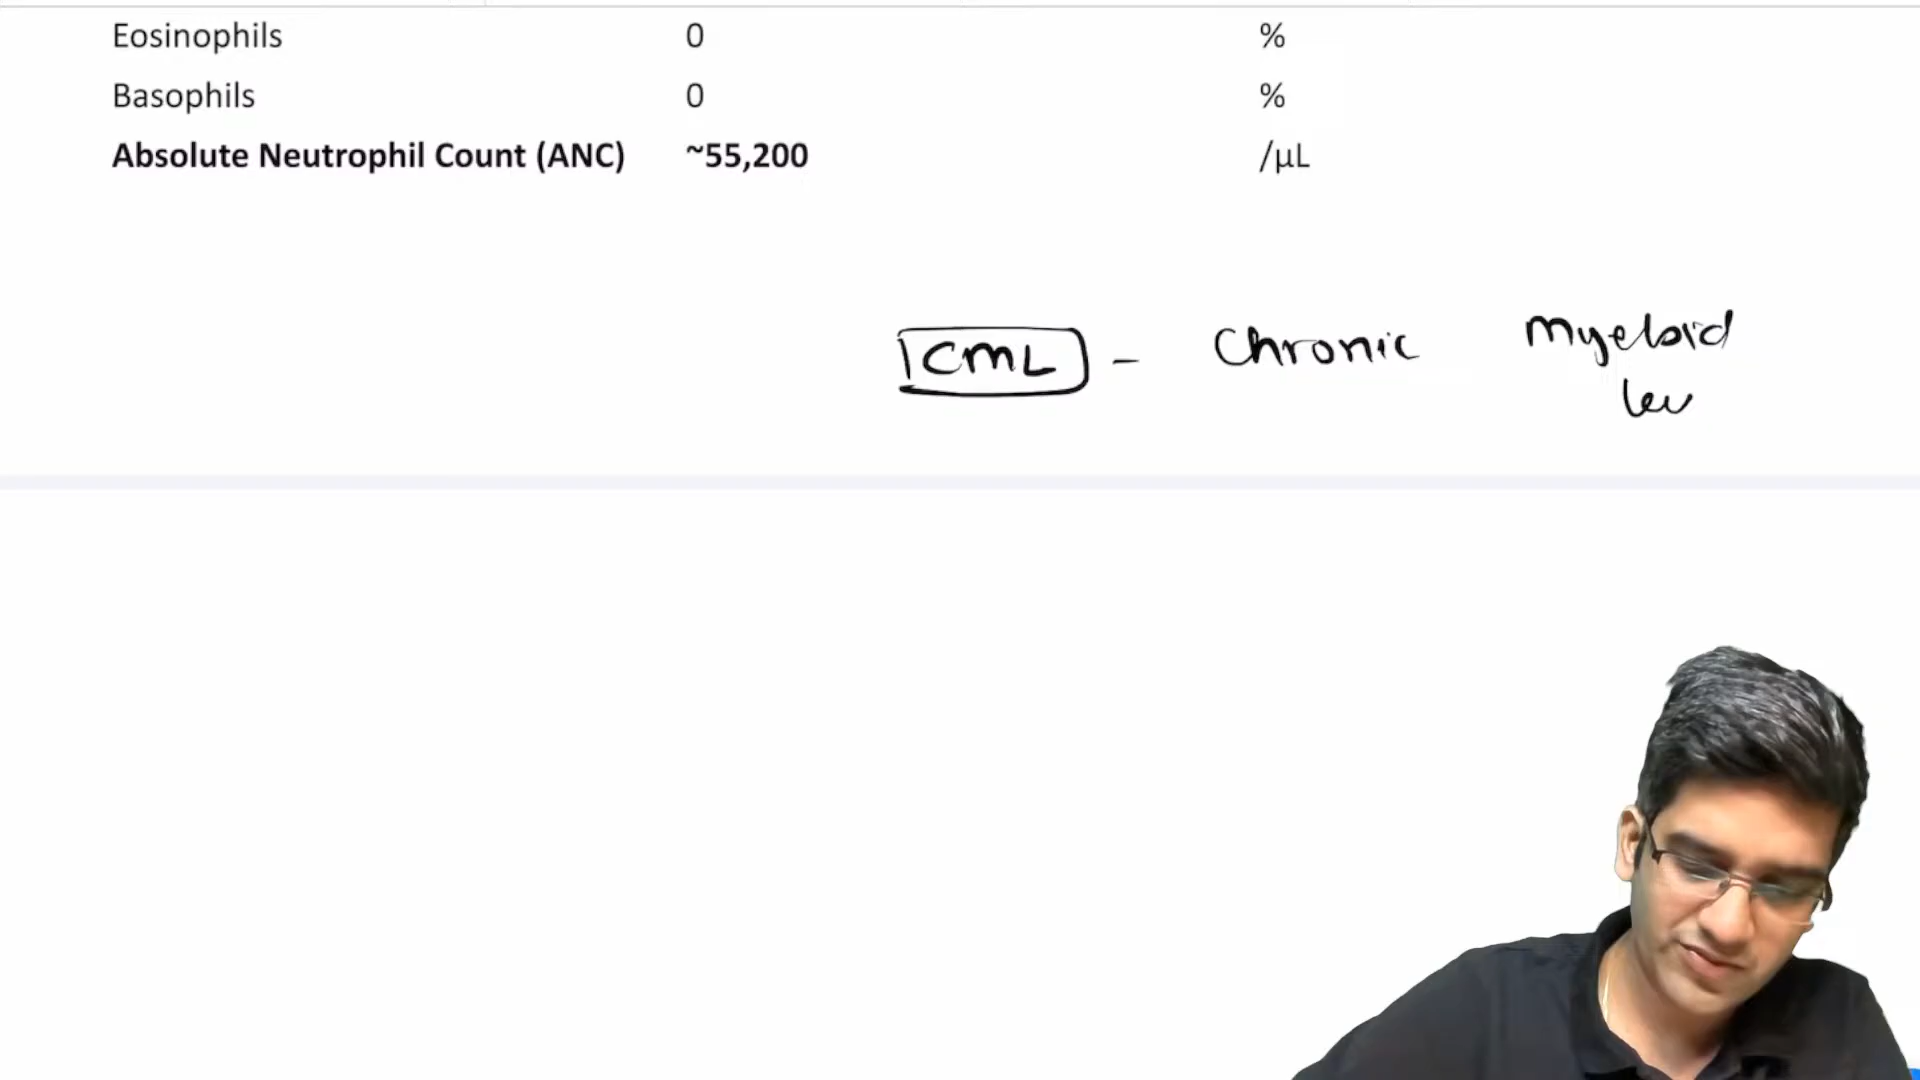 Eosinophils 0 %
Basophils 0 %
Absolute Neutrophil Count (ANC) ~55,200 /µL
CML - Chronic Myeloid
leu